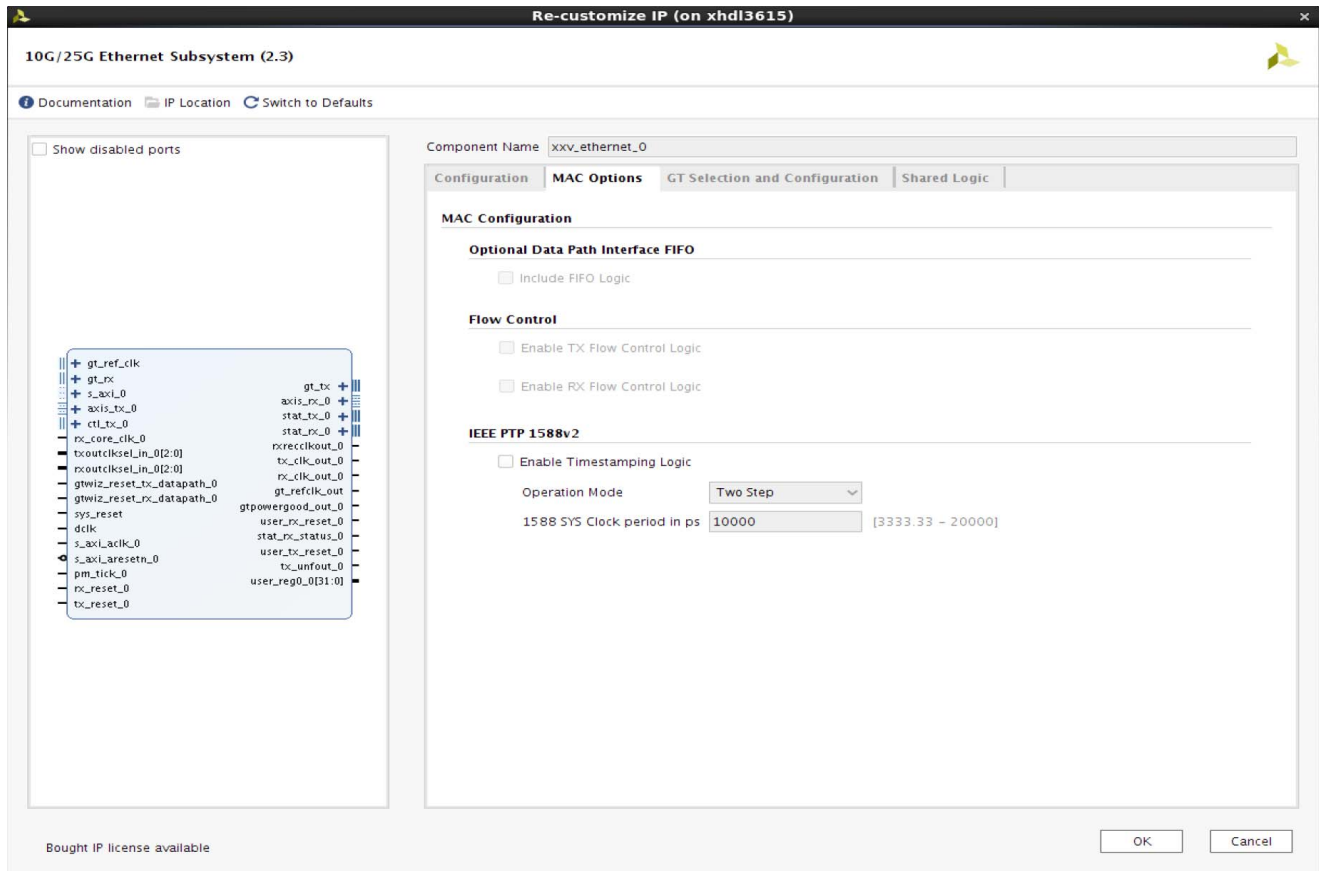 Re-customize IP (on xhdl3615)
10G/25G Ethernet Subsystem (2.3)
Documentation IP Location Switch to Defaults
Show disabled ports
gt_ref_clk
gt_rx
s_axi_0
axis_tx_0
ctl_tx_0
rx_core_clk_0
txoutclksel_in_0[2:0]
rxoutclksel_in_0[2:0]
gtwiz_reset_tx_datapath_0
gtwiz_reset_rx_datapath_0
sys_reset
dclk
s_axi_aclk_0
s_axi_aresetn_0
pm_tick_0
rx_reset_0
tx_reset_0
gt_tx
axis_rx_0
stat_tx_0
stat_rx_0
rxrecclkout_0
tx_clk_out_0
rx_clk_out_0
gt_refclk_out
gtpowergood_out_0
user_rx_reset_0
stat_rx_status_0
user_tx_reset_0
tx_unfout_0
user_reg0_0[31:0]
Component Name xxv_ethernet_0
Configuration MAC Options GT Selection and Configuration Shared Logic
MAC Configuration
Optional Data Path Interface FIFO
Include FIFO Logic
Flow Control
Enable TX Flow Control Logic
Enable RX Flow Control Logic
IEEE PTP 1588v2
Enable Timestamping Logic
Operation Mode Two Step
1588 SYS Clock period in ps 10000 [3333.33 - 20000]
Bought IP license available
OK Cancel